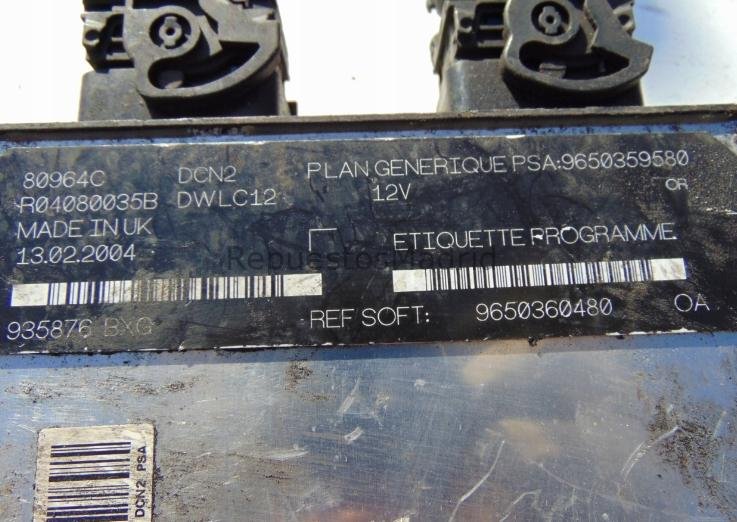 80964C DCN2 PLAN GENERIQUE PSA:9650359580
R04080035B DWLC12 12V OR
MADE IN UK
13.02.2004 ETIQUETTE PROGRAMME
RepuestosMadrid
935876 BXG REF SOFT: 9650360480 0A
DCN2 PSA